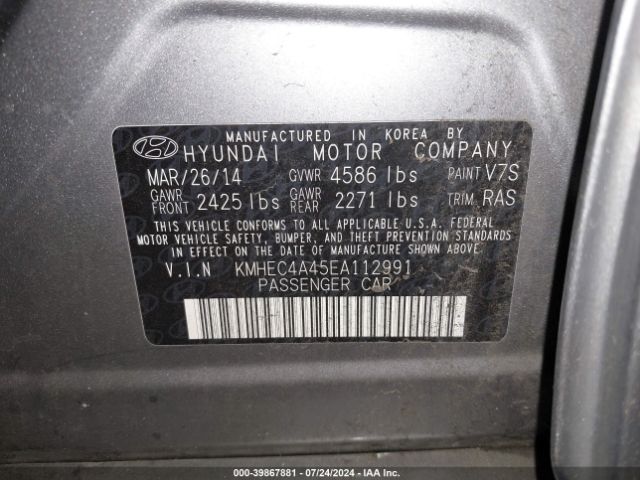 MANUFACTURED IN KOREA BY
HYUNDAI MOTOR COMPANY
MAR/26/14 GVWR 4586 lbs PAINT V7S
GAWR FRONT 2425 lbs GAWR REAR 2271 lbs TRIM RAS
THIS VEHICLE CONFORMS TO ALL APPLICABLE U.S.A. FEDERAL
MOTOR VEHICLE SAFETY, BUMPER, AND THEFT PREVENTION
STANDARDS IN EFFECT ON THE DATE OF MANUFACTURE SHOWN ABOVE.
V.I.N KMHEC4A45EA112991
PASSENGER CAR
000-39867881 / 07/24/2024 - IAA Inc.